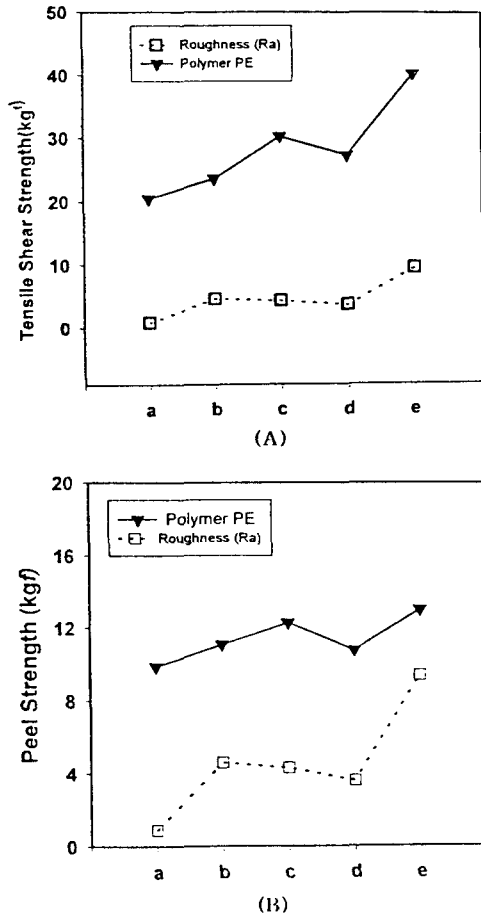 50
40
30
20
10
0
Tensile Shear Strength(kgf)
Roughness (Ra)
Polymer PE
a b c d e
(A)
20
16
12
8
4
0
Peel Strength (kgf)
Polymer PE
Roughness (Ra)
a b c d e
(B)